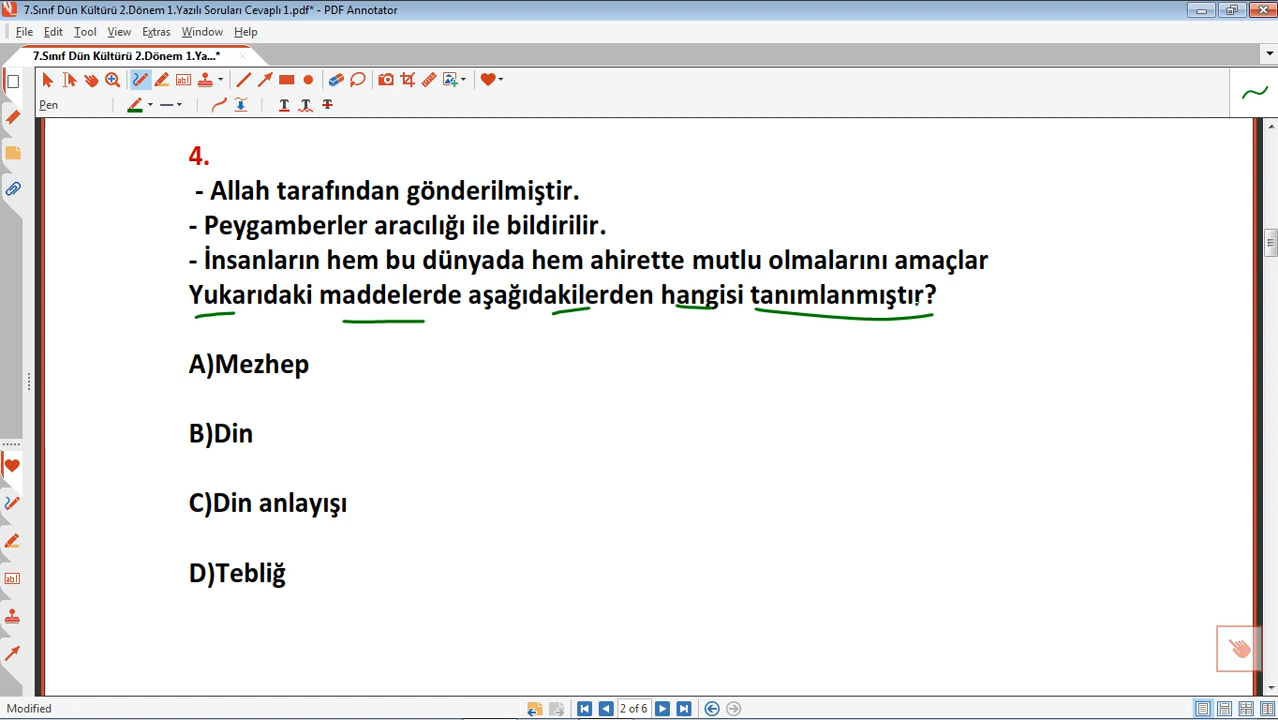 7.Sınıf Dün Kültürü 2.Dönem 1.Yazılı Soruları Cevaplı 1.pdf* - PDF Annotator
File Edit Tool View Extras Window Help
7.Sınıf Dün Kültürü 2.Dönem 1.Ya...*
Pen
4.
- Allah tarafından gönderilmiştir.
- Peygamberler aracılığı ile bildirilir.
- İnsanların hem bu dünyada hem ahirette mutlu olmalarını amaçlar
Yukarıdaki maddelerde aşağıdakilerden hangisi tanımlanmıştır?
A)Mezhep
B)Din
C)Din anlayışı
D)Tebliğ
Modified
2 of 6